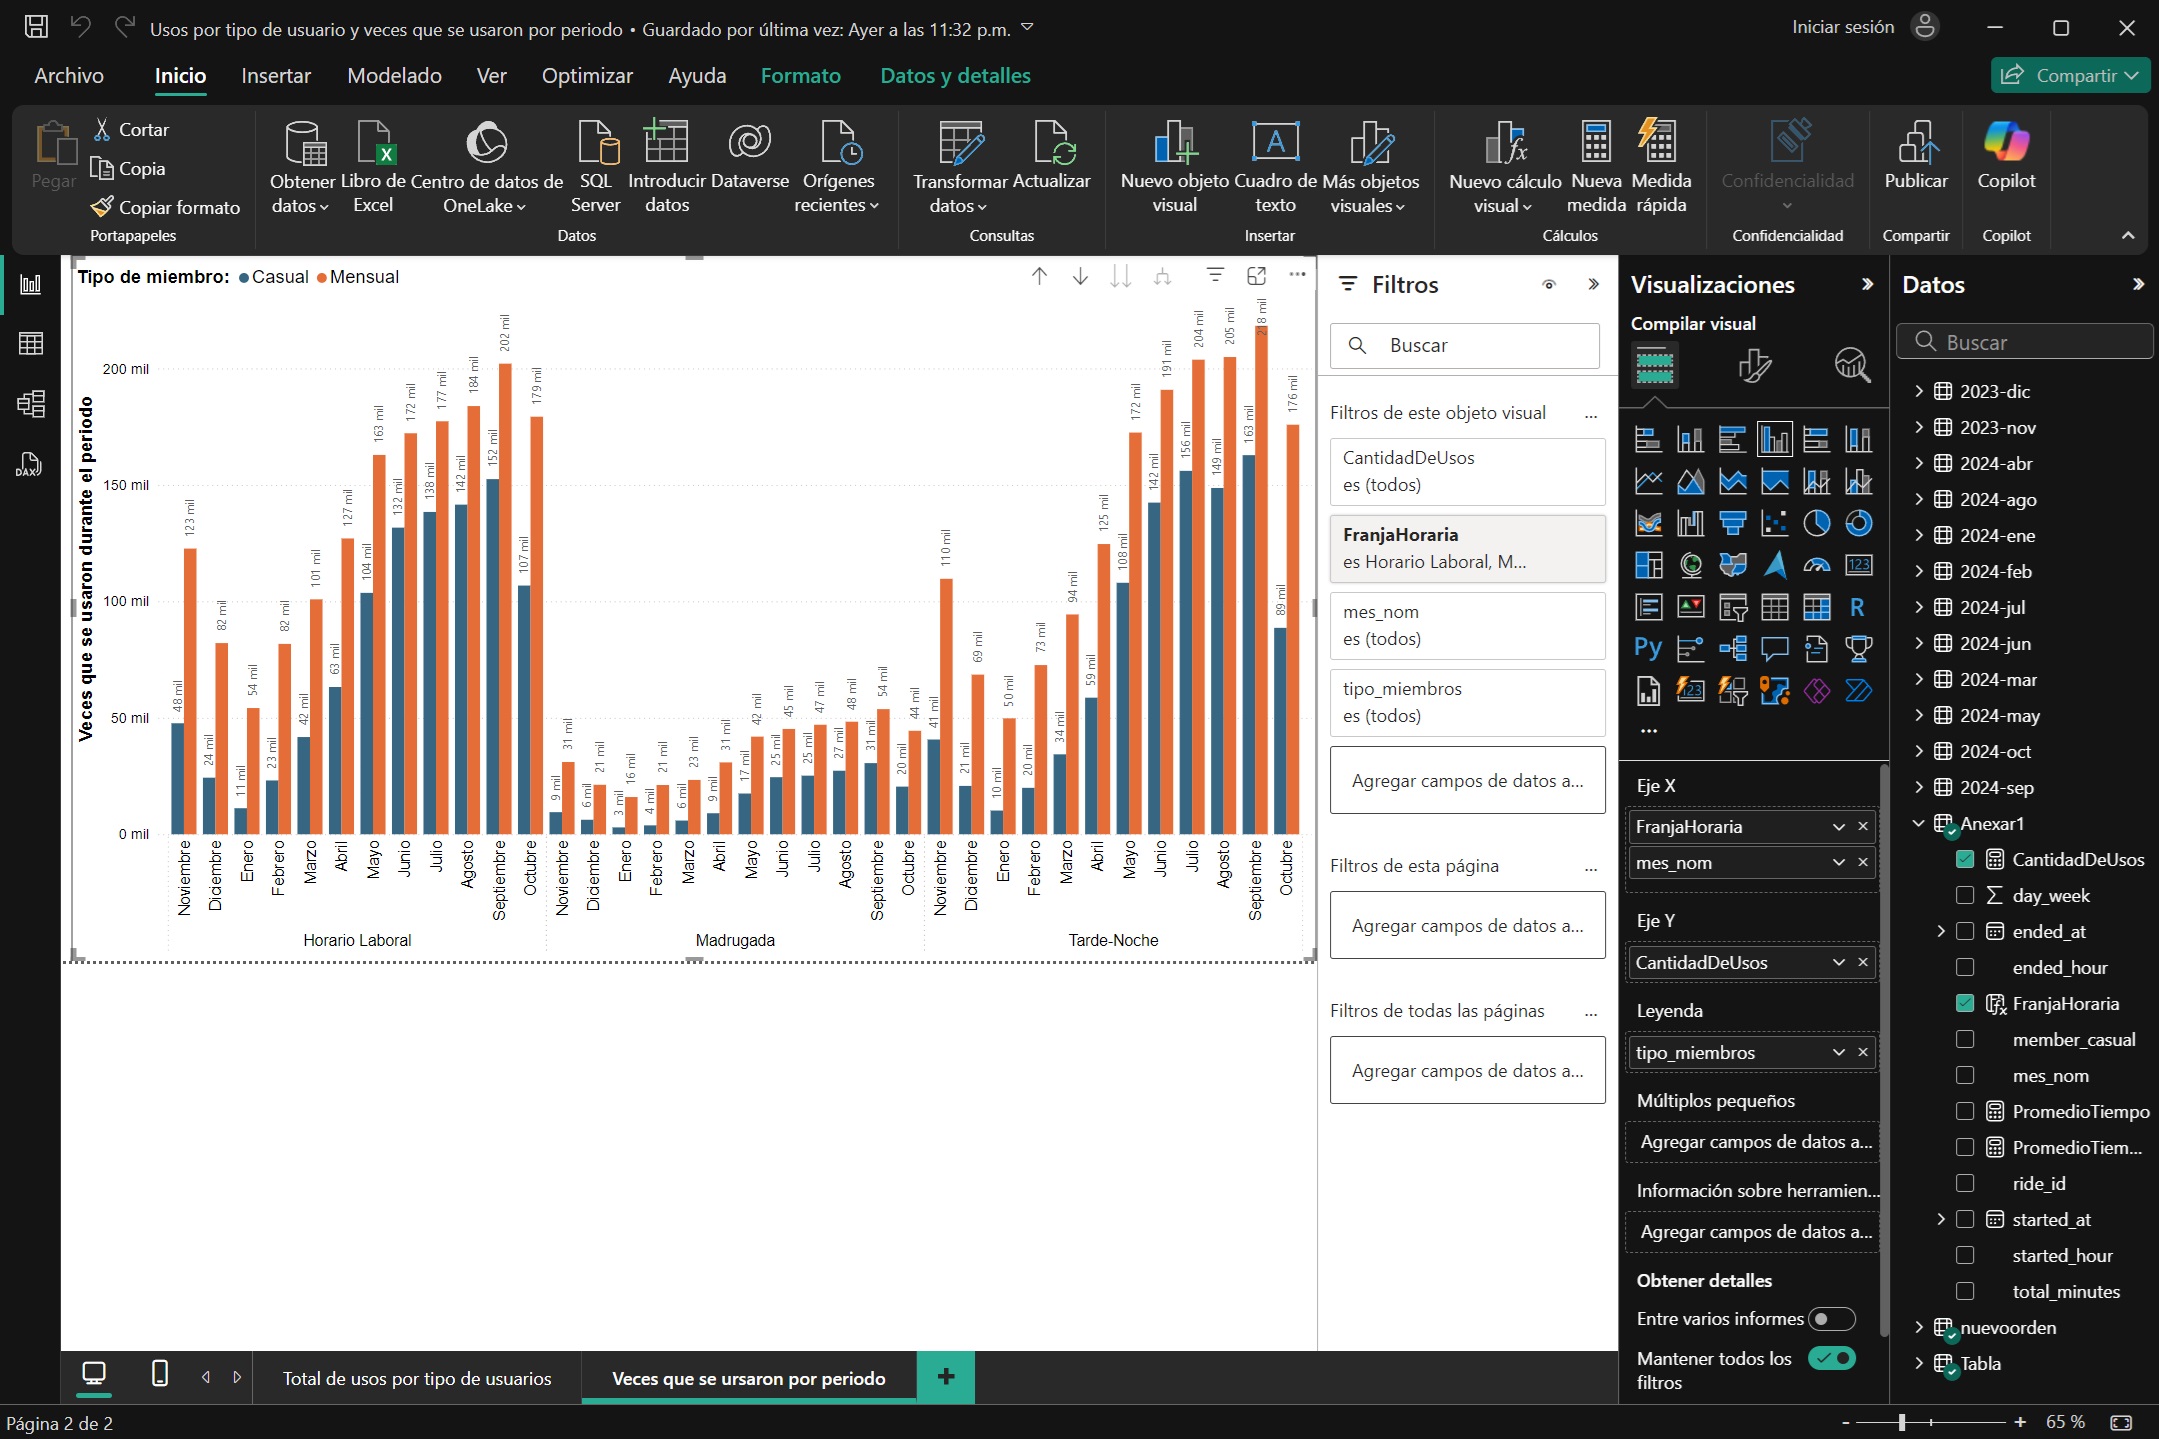 Usos por tipo de usuario y veces que se usaron por periodo • Guardado por última vez: Ayer a las 11:32 p.m.
Iniciar sesión
Archivo
Inicio
Insertar
Modelado
Ver
Optimizar
Ayuda
Formato
Datos y detalles
Compartir
Pegar
Cortar
Copia
Copiar formato
Portapapeles
Obtener datos
Libro de Excel
Centro de datos de OneLake
SQL Server
Introducir datos
Dataverse
Orígenes recientes
Datos
Transformar datos
Actualizar
Consultas
Nuevo objeto visual
Cuadro de texto
Más objetos visuales
Insertar
Nuevo cálculo visual
Nueva medida
Medida rápida
Cálculos
Confidencialidad
Confidencialidad
Publicar
Compartir
Copilot
Copilot
DAX
Tipo de miembro: Casual Mensual
Veces que se usaron durante el periodo
200 mil
150 mil
100 mil
50 mil
0 mil
48 mil
123 mil
24 mil
82 mil
11 mil
54 mil
23 mil
82 mil
42 mil
101 mil
63 mil
127 mil
104 mil
163 mil
132 mil
172 mil
138 mil
177 mil
142 mil
184 mil
152 mil
202 mil
107 mil
179 mil
9 mil
31 mil
6 mil
21 mil
3 mil
16 mil
4 mil
21 mil
6 mil
23 mil
9 mil
31 mil
17 mil
42 mil
25 mil
45 mil
25 mil
47 mil
27 mil
48 mil
31 mil
54 mil
20 mil
44 mil
41 mil
110 mil
21 mil
69 mil
10 mil
50 mil
20 mil
73 mil
34 mil
94 mil
59 mil
125 mil
108 mil
172 mil
142 mil
191 mil
156 mil
204 mil
149 mil
205 mil
163 mil
218 mil
89 mil
176 mil
Noviembre
Diciembre
Enero
Febrero
Marzo
Abril
Mayo
Junio
Julio
Agosto
Septiembre
Octubre
Noviembre
Diciembre
Enero
Febrero
Marzo
Abril
Mayo
Junio
Julio
Agosto
Septiembre
Octubre
Noviembre
Diciembre
Enero
Febrero
Marzo
Abril
Mayo
Junio
Julio
Agosto
Septiembre
Octubre
Horario Laboral
Madrugada
Tarde-Noche
Filtros
Buscar
Filtros de este objeto visual ...
CantidadDeUsos
es (todos)
FranjaHoraria
es Horario Laboral, M...
mes_nom
es (todos)
tipo_miembros
es (todos)
Agregar campos de datos a...
Filtros de esta página ...
Agregar campos de datos a...
Filtros de todas las páginas ...
Agregar campos de datos a...
Visualizaciones
Compilar visual
123
R
Py
123
...
Eje X
FranjaHoraria
mes_nom
Eje Y
CantidadDeUsos
Leyenda
tipo_miembros
Múltiplos pequeños
Agregar campos de datos a...
Información sobre herramien...
Agregar campos de datos a...
Obtener detalles
Entre varios informes
Mantener todos los
filtros
Datos
Buscar
2023-dic
2023-nov
2024-abr
2024-ago
2024-ene
2024-feb
2024-jul
2024-jun
2024-mar
2024-may
2024-oct
2024-sep
Anexar1
CantidadDeUsos
day_week
ended_at
ended_hour
FranjaHoraria
member_casual
mes_nom
PromedioTiempo
PromedioTiem...
ride_id
started_at
started_hour
total_minutes
nuevoorden
Tabla
Total de usos por tipo de usuarios
Veces que se ursaron por periodo
+
Página 2 de 2
- + 65 %